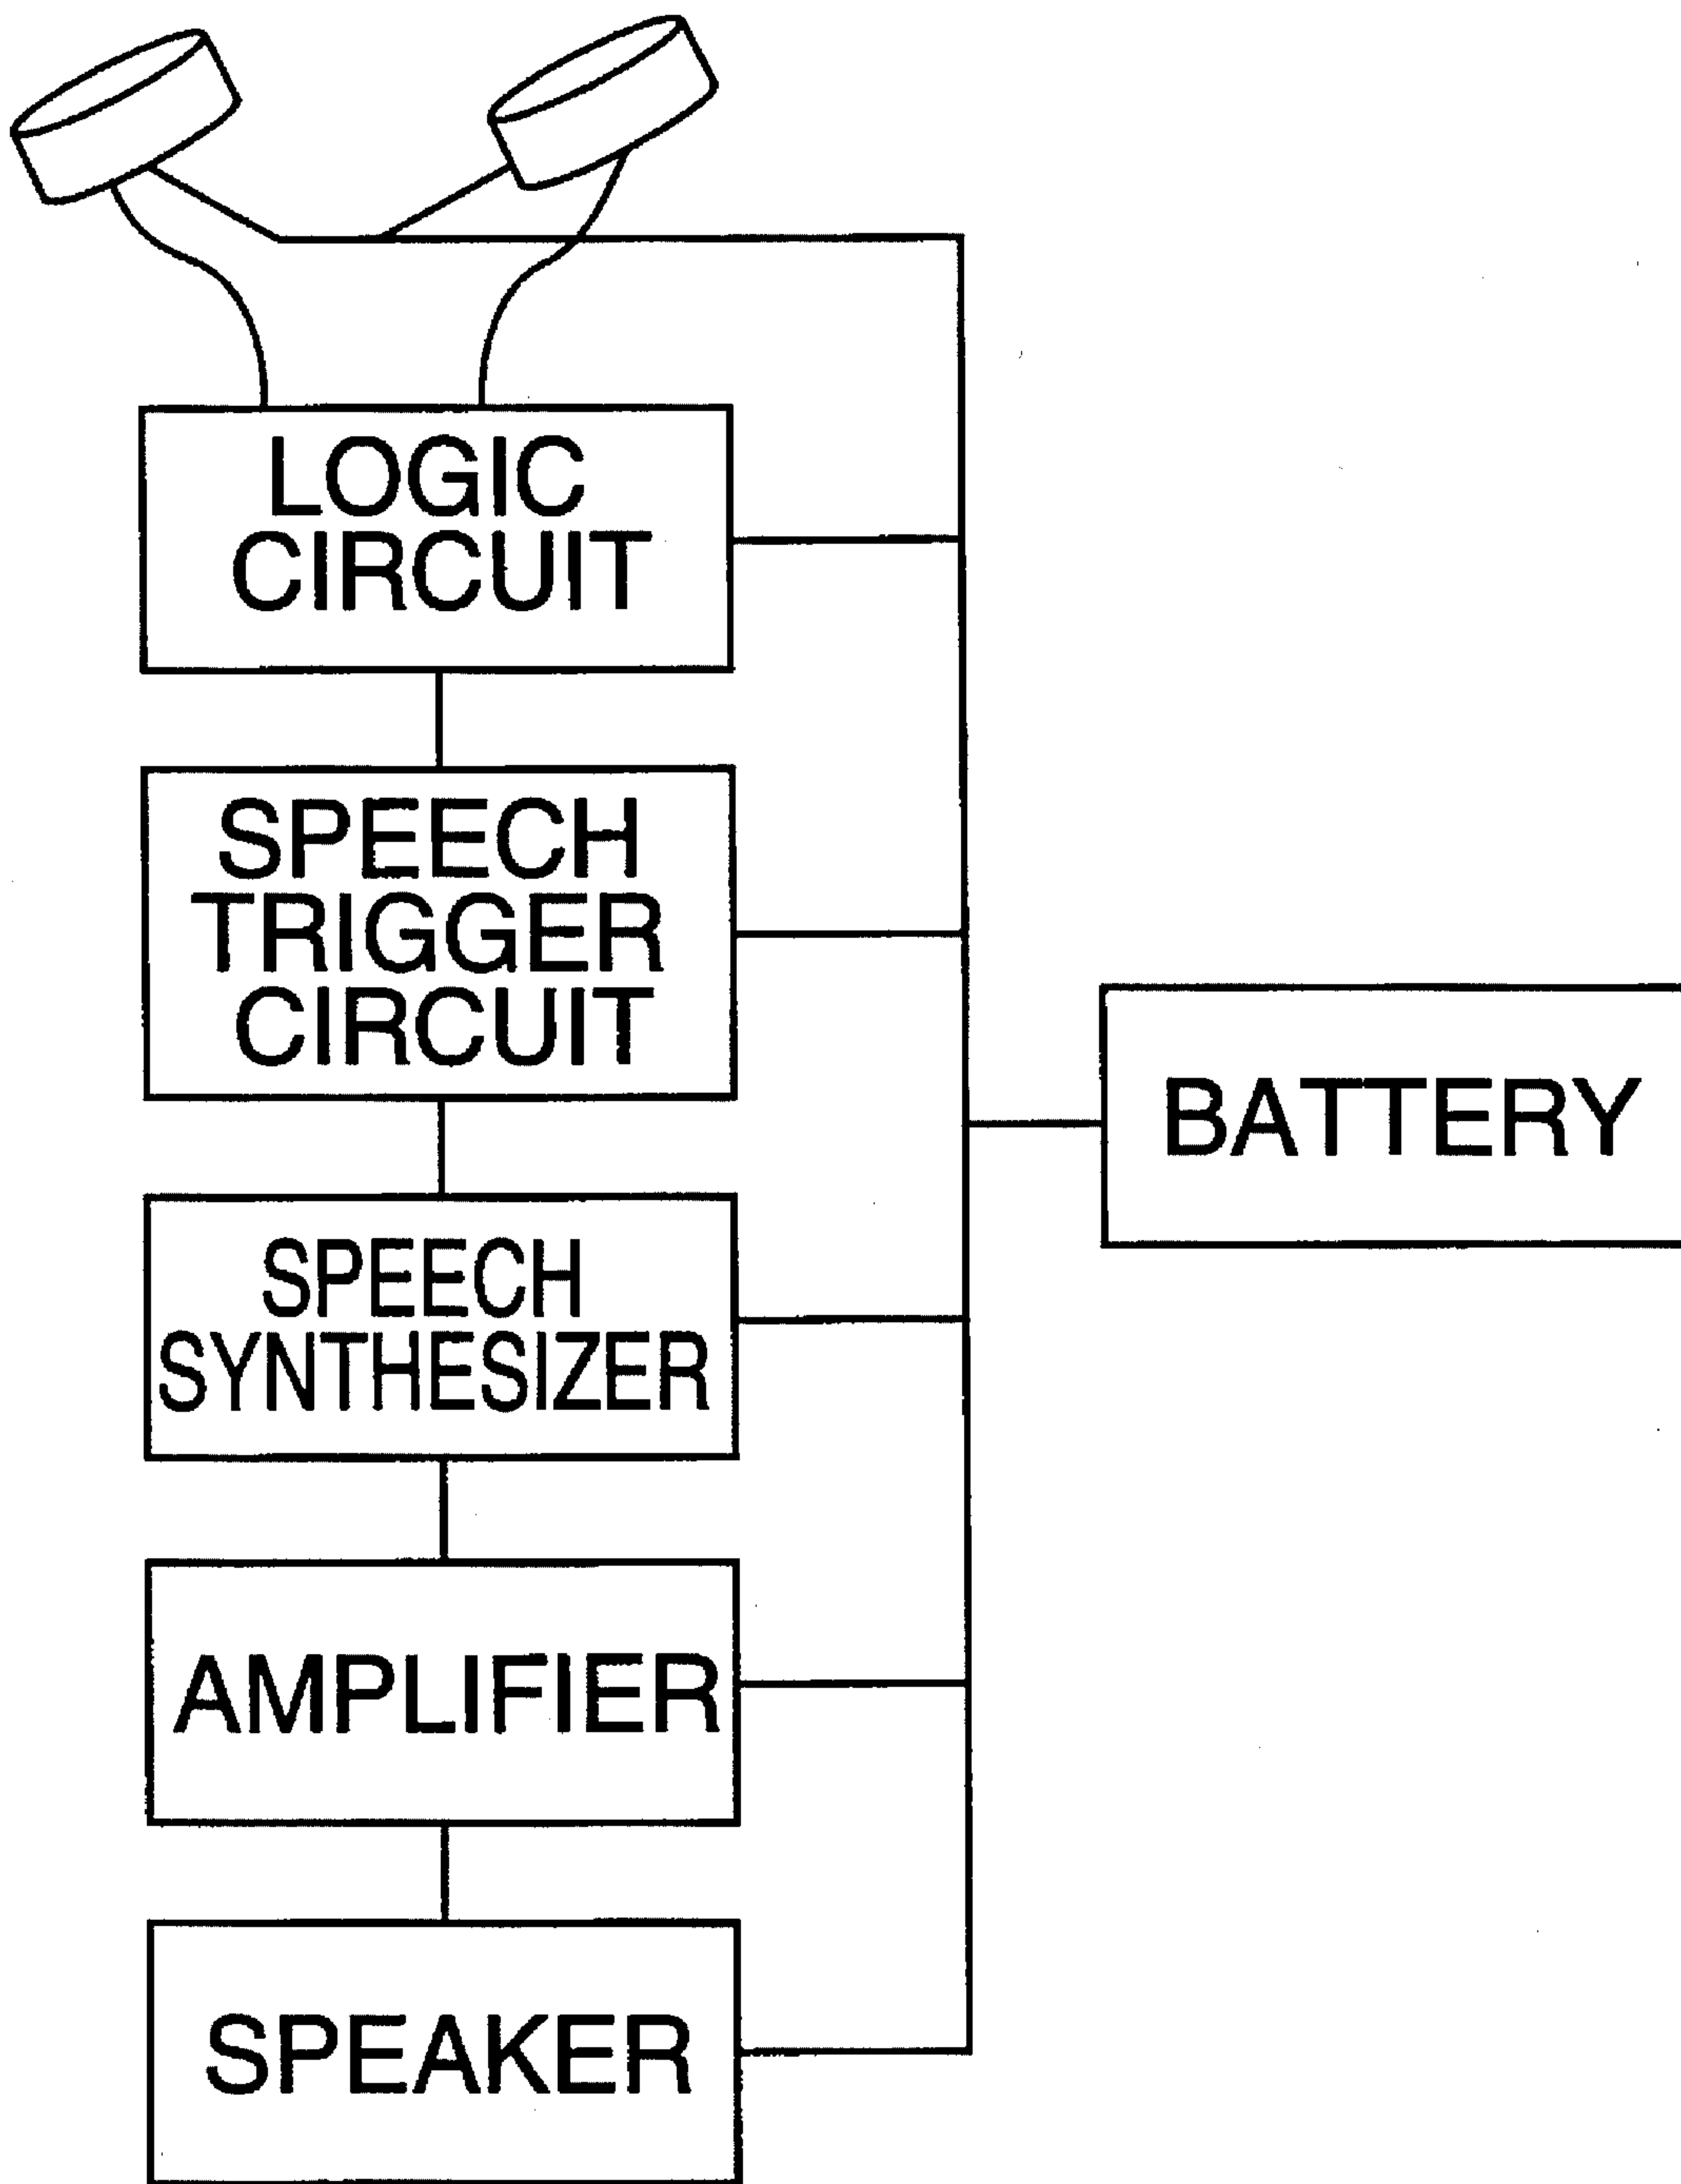 LOGIC
CIRCUIT
SPEECH
TRIGGER
CIRCUIT
BATTERY
SPEECH
SYNTHESIZER
AMPLIFIER
SPEAKER